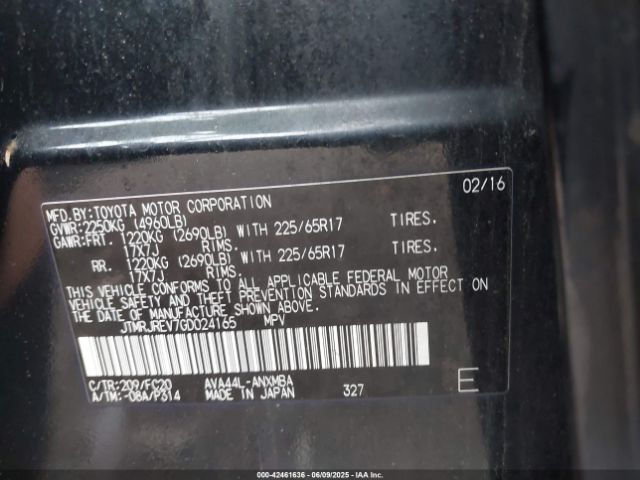 MFD.BY:TOYOTA MOTOR CORPORATION 02/16
GVWR:2250KG (4960LB)
GAWR:FRT. 1220KG (2690LB) WITH 225/65R17 TIRES.
17X7J RIMS.
RR. 1220KG (2690LB) WITH 225/65R17 TIRES.
17X7J RIMS.
THIS VEHICLE CONFORMS TO ALL APPLICABLE FEDERAL MOTOR
VEHICLE SAFETY AND THEFT PREVENTION STANDARDS IN EFFECT ON
THE DATE OF MANUFACTURE SHOWN ABOVE.
JTMRJREV7GD024165 MPV
C/TR:209/FC20 AVA44L-ANXMBA
A/TM:-08A/P314 MADE IN JAPAN 327 E
000-42461636 - 06/09/2025 - IAA Inc.